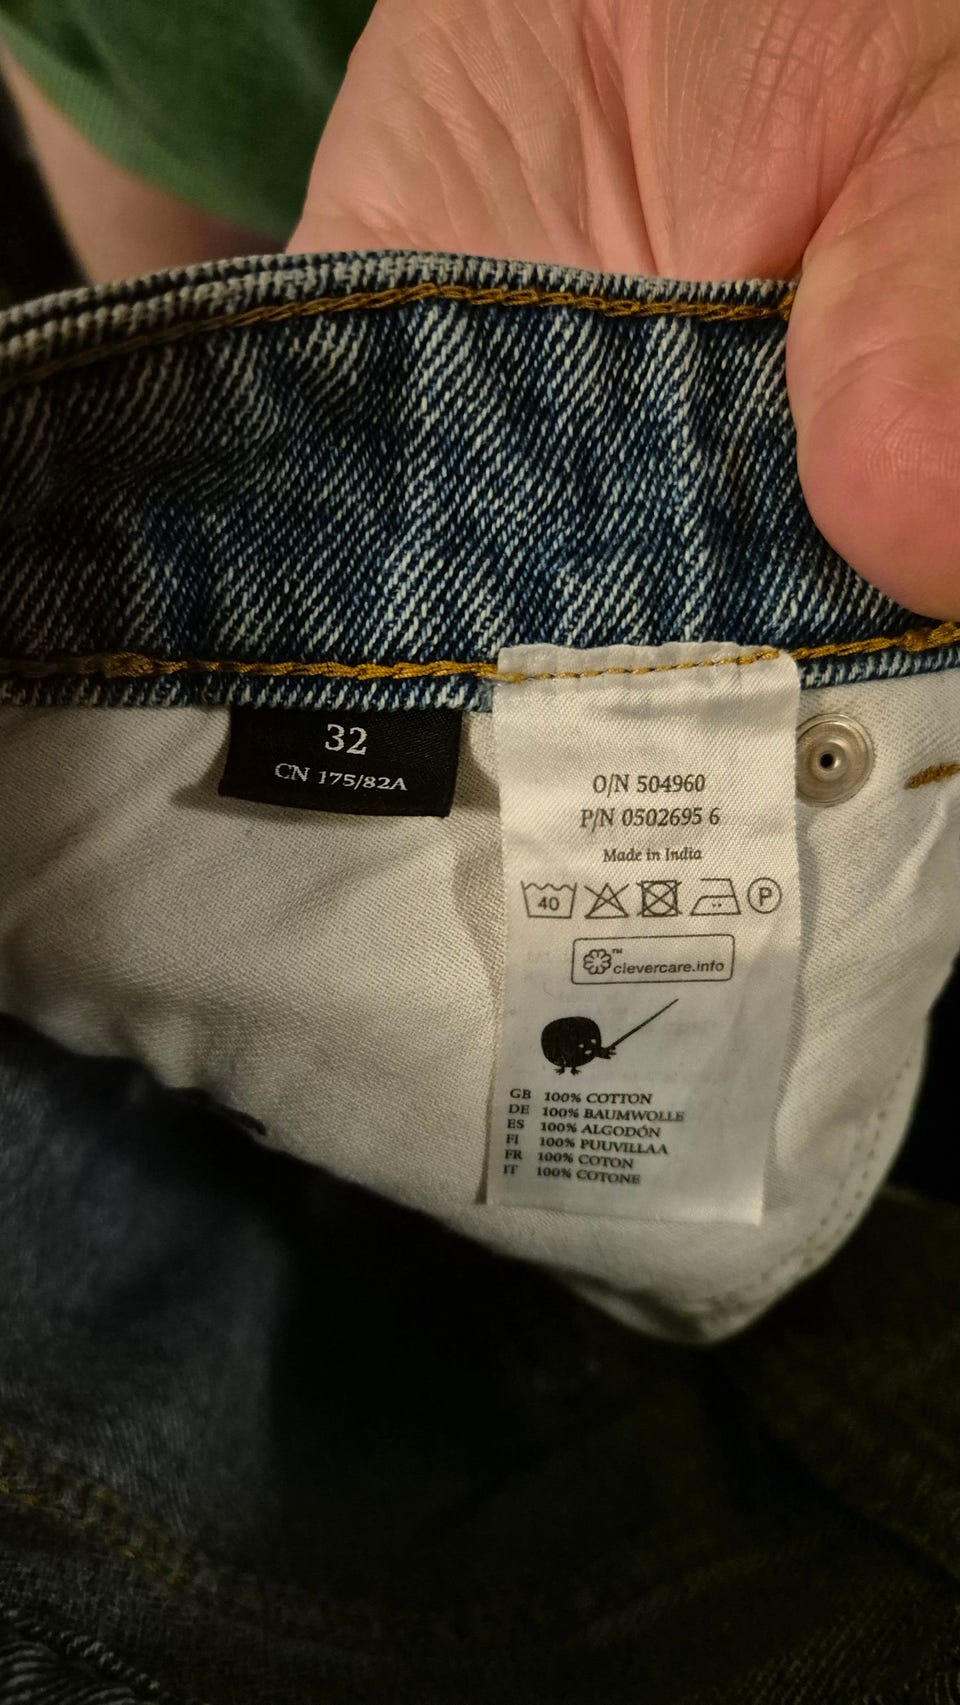 32
CN 175/82A
O/N 504960
P/N 0502695 6
Made in India
40 P
™ clevercare.info
GB 100% COTTON
DE 100% BAUMWOLLE
ES 100% ALGODÓN
FI 100% PUUVILLAA
FR 100% COTON
IT 100% COTONE